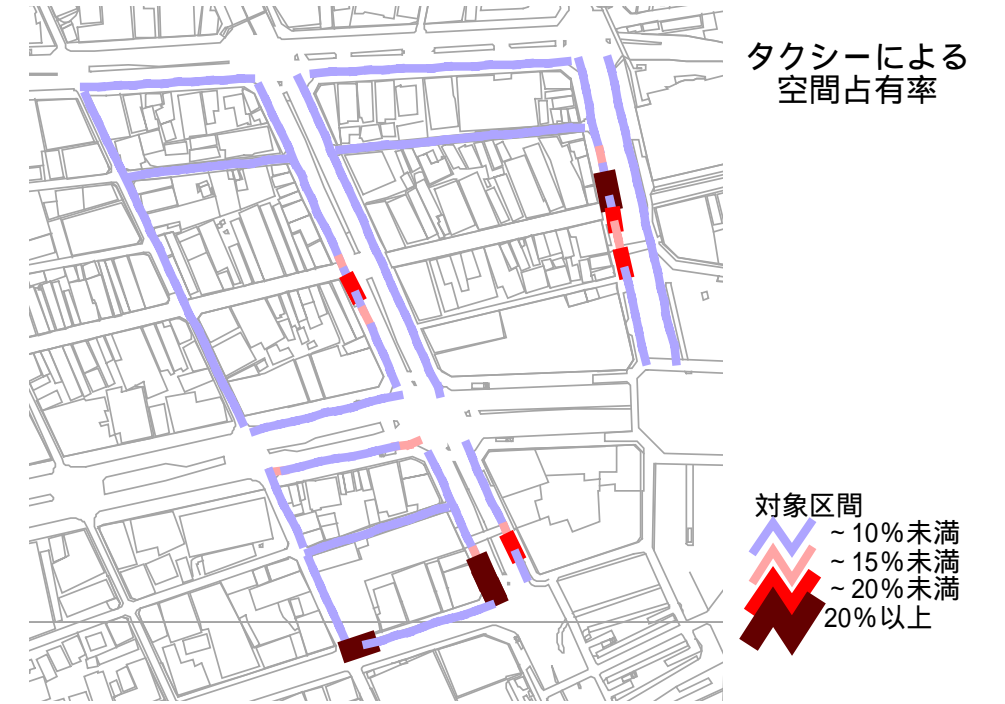 タクシーによる
空間占有率
対象区間
~10%未満
~15%未満
~20%未満
20%以上